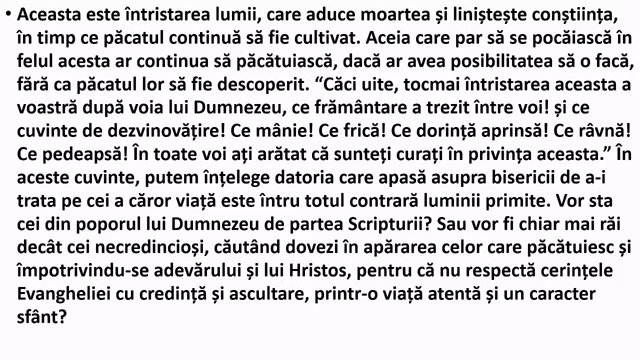 • Aceasta este întristarea lumii, care aduce moartea și liniștește conștiința,
în timp ce păcatul continuă să fie cultivat. Aceia care par să se pocăiască în
felul acesta ar continua să păcătuiască, dacă ar avea posibilitatea să o facă,
fără ca păcatul lor să fie descoperit. “Căci uite, tocmai întristarea aceasta a
voastră după voia lui Dumnezeu, ce frământare a trezit între voi! și ce
cuvinte de dezvinovățire! Ce mânie! Ce frică! Ce dorință aprinsă! Ce râvnă!
Ce pedeapsă! În toate voi ați arătat că sunteți curați în privința aceasta.” În
aceste cuvinte, putem înțelege datoria care apasă asupra bisericii de a-i
trata pe cei a căror viață este întru totul contrară luminii primite. Vor sta
cei din poporul lui Dumnezeu de partea Scripturii? Sau vor fi chiar mai răi
decât cei necredincioși, căutând dovezi în apărarea celor care păcătuiesc și
împotrivindu-se adevărului și lui Hristos, pentru că nu respectă cerințele
Evangheliei cu credință și ascultare, printr-o viață atentă și un caracter
sfânt?